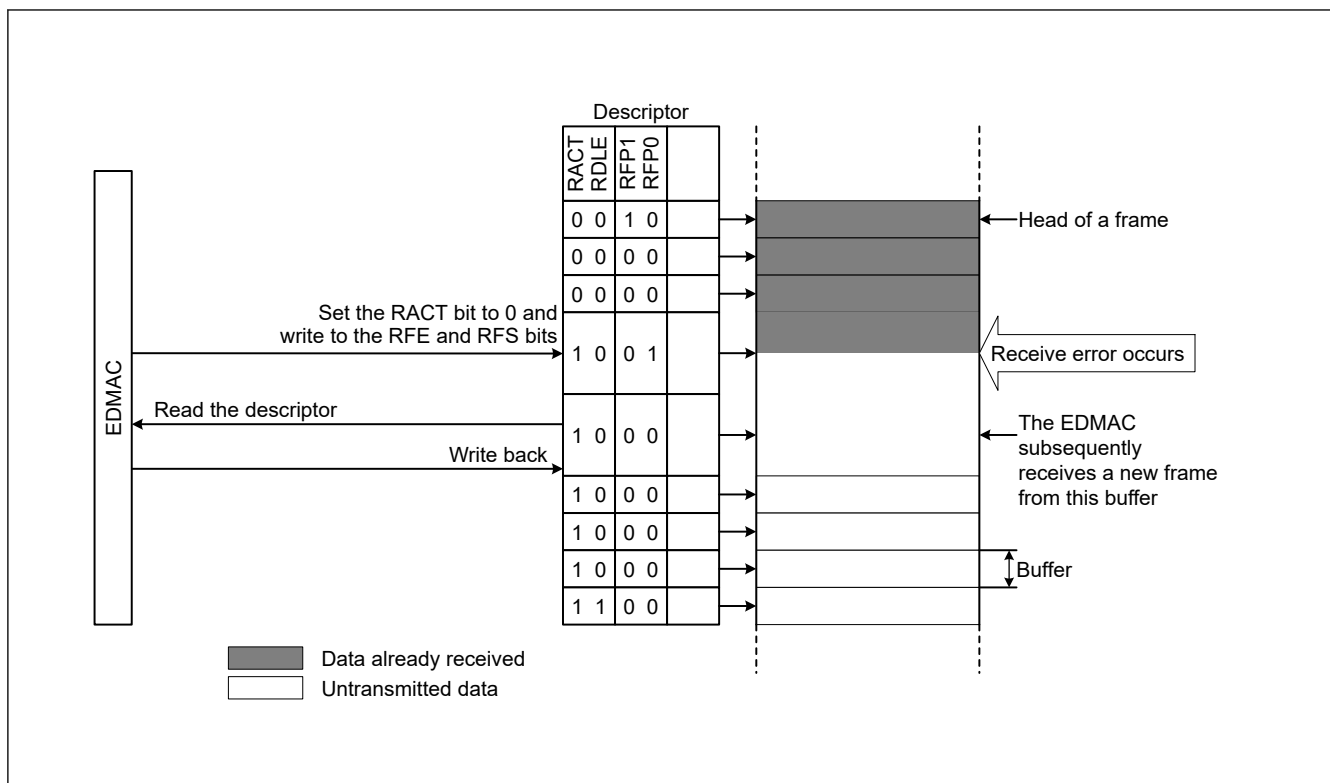 Descriptor
RACT
RDLE
RFP1
RFP0
0 0 1 0
Head of a frame
0 0 0 0
0 0 0 0
Set the RACT bit to 0 and
write to the RFE and RFS bits
1 0 0 1
Receive error occurs
EDMAC
Read the descriptor
1 0 0 0
Write back
The EDMAC
subsequently
receives a new frame
from this buffer
1 0 0 0
1 0 0 0
1 0 0 0
Buffer
1 1 0 0
Data already received
Untransmitted data